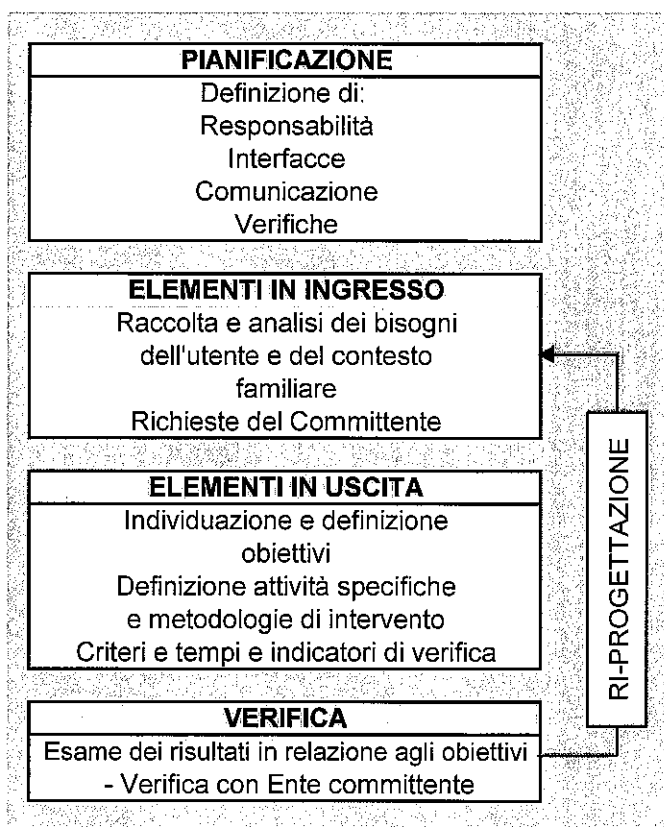 PIANIFICAZIONE
Definizione di:
Responsabilità
Interfacce
Comunicazione
Verifiche
ELEMENTI IN INGRESSO
Raccolta e analisi dei bisogni
dell'utente e del contesto
familiare
Richieste del Committente
ELEMENTI IN USCITA
Individuazione e definizione
obiettivi
Definizione attività specifiche
e metodologie di intervento
Criteri e tempi e indicatori di verifica
VERIFICA
Esame dei risultati in relazione agli obiettivi
- Verifica con Ente committente
RI-PROGETTAZIONE